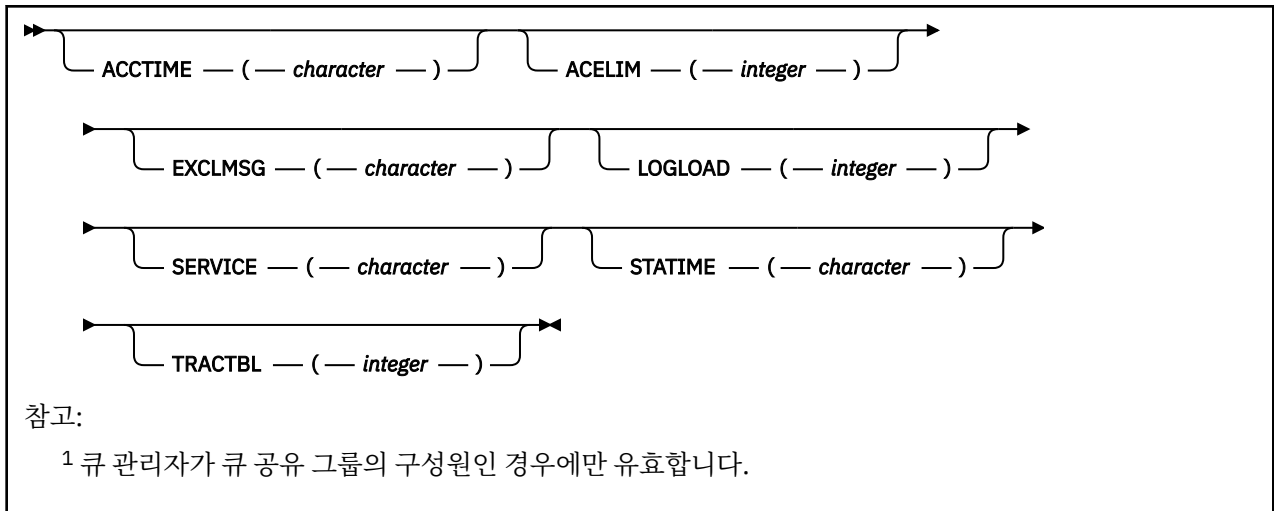 ACCTIME — ( — character — ) ACELIM — ( — integer — )
EXCLMSG — ( — character — ) LOGLOAD — ( — integer — )
SERVICE — ( — character — ) STATIME — ( — character — )
TRACTBL — ( — integer — )
참고:
1 큐 관리자가 큐 공유 그룹의 구성원인 경우에만 유효합니다.